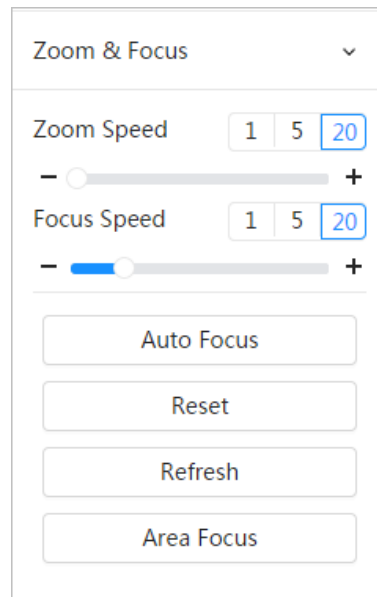 Zoom & Focus
Zoom Speed 1 5 20
− +
Focus Speed 1 5 20
− +
Auto Focus
Reset
Refresh
Area Focus